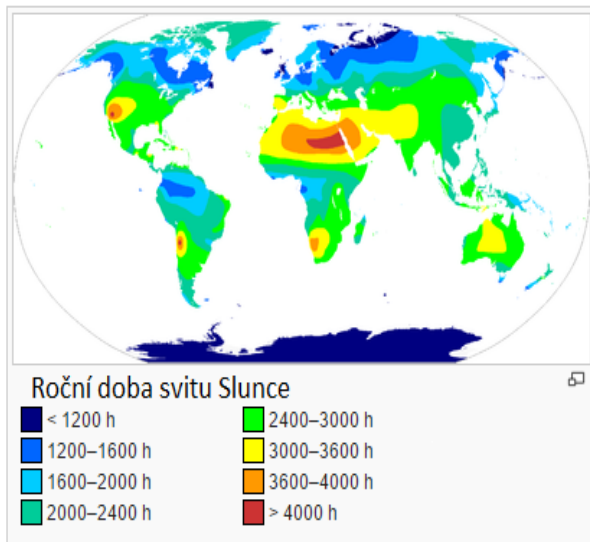 Roční doba svitu Slunce
< 1200 h
1200–1600 h
1600–2000 h
2000–2400 h
2400–3000 h
3000–3600 h
3600–4000 h
> 4000 h